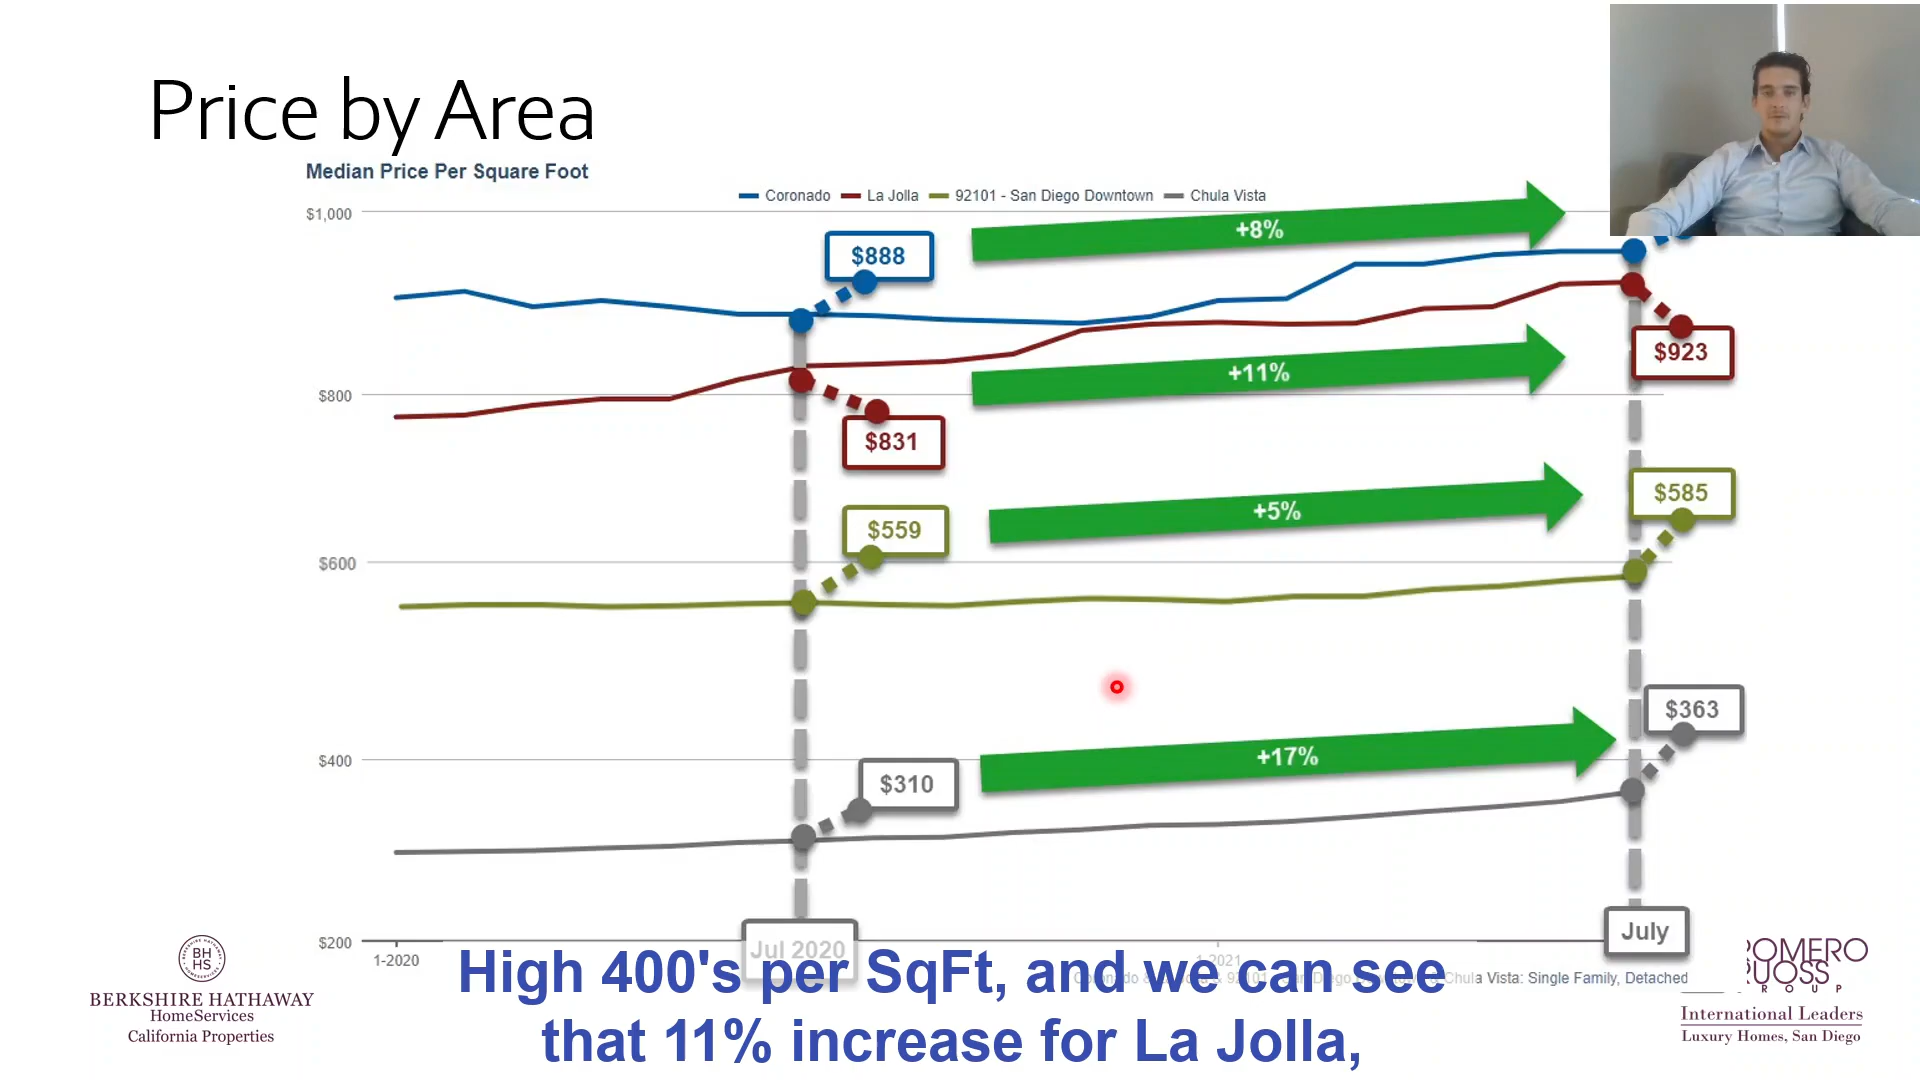 Price by Area
Median Price Per Square Foot
Coronado La Jolla 92101 - San Diego Downtown Chula Vista
$1,000
+8%
$888
$923
+11%
$800
$831
$585
+5%
$559
$600
$363
+17%
$400
$310
July
Jul 2020
$200
1-2020
1-2021
Chula Vista: Single Family, Detached
High 400's per SqFt, and we can see
that 11% increase for La Jolla,
BH
HS
BERKSHIRE HATHAWAY
HomeServices
California Properties
OMERO
UOSS
R O U P
International Leaders
Luxury Homes, San Diego